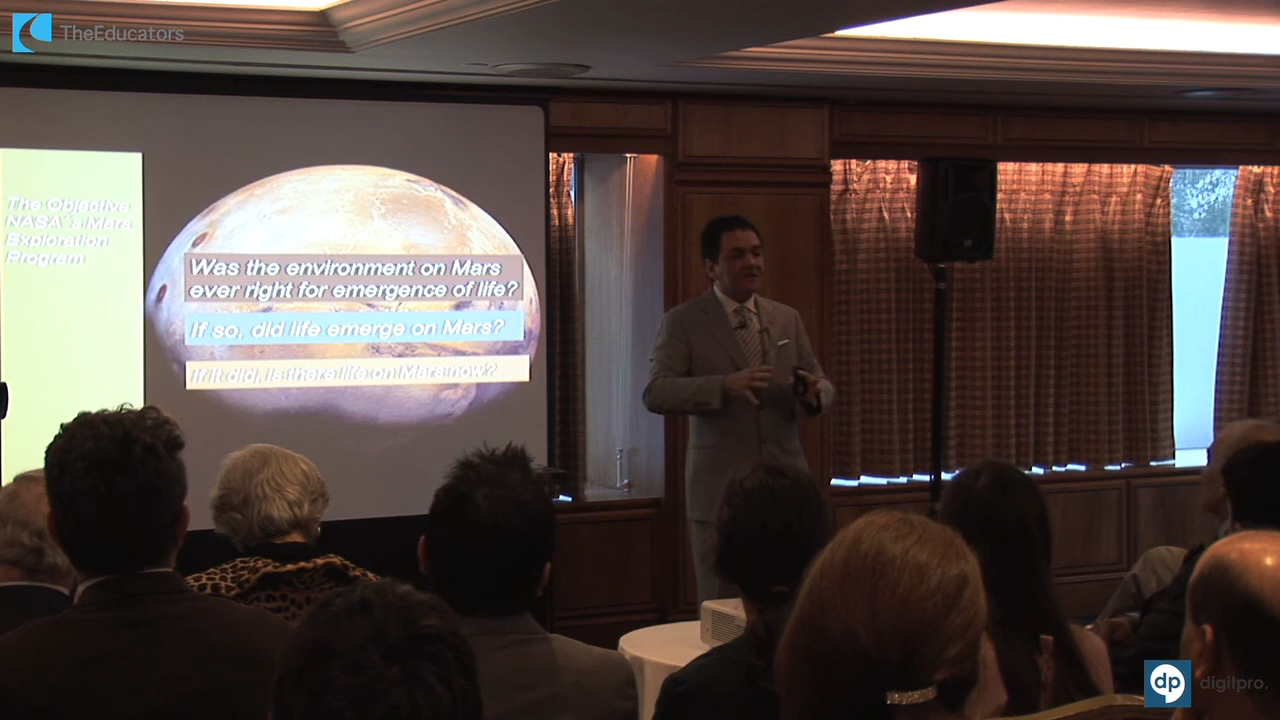 TheEducators
The Objective
NASA's Mars
Exploration
Program
Was the environment on Mars
ever right for emergence of life?
If so, did life emerge on Mars?
If it did, is there life on Mars now?
dp digitpro.